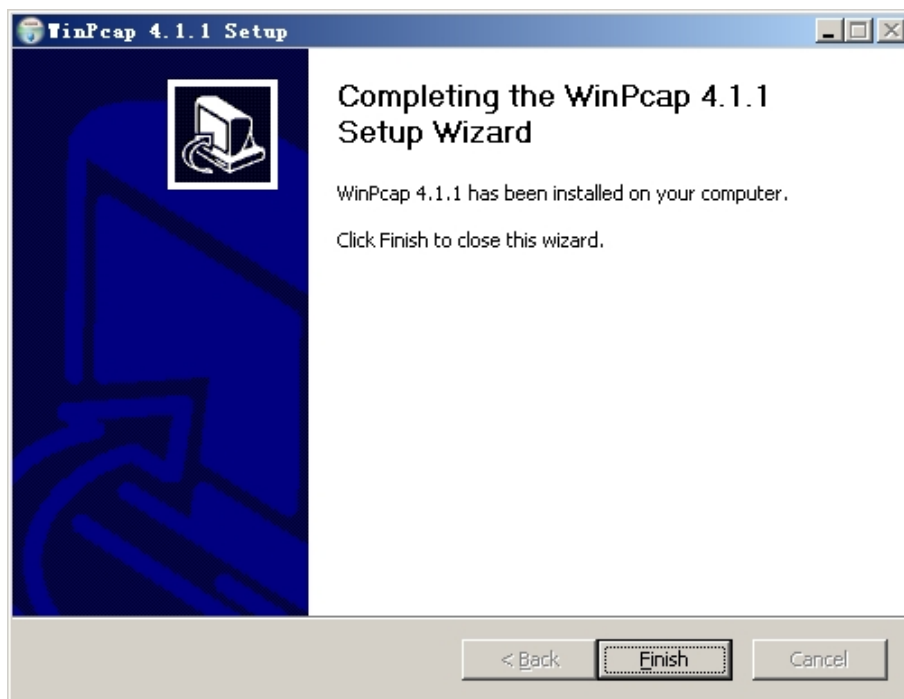 WinPcap 4.1.1 Setup
Completing the WinPcap 4.1.1
Setup Wizard
WinPcap 4.1.1 has been installed on your computer.
Click Finish to close this wizard.
< Back
Finish
Cancel